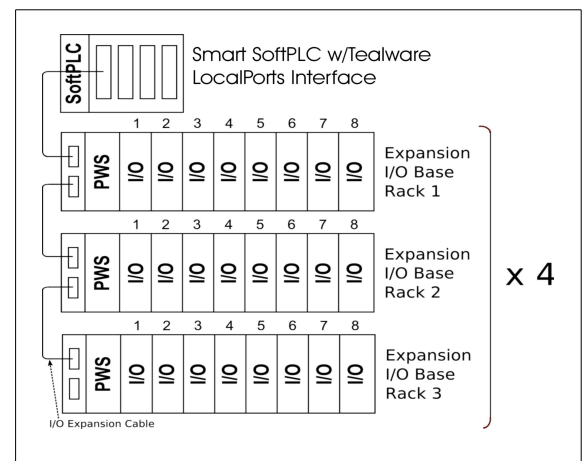 SoftPLC
Smart SoftPLC w/Tealware
LocalPorts Interface
1 2 3 4 5 6 7 8
PWS I/O I/O I/O I/O I/O I/O I/O I/O
Expansion
I/O Base
Rack 1
1 2 3 4 5 6 7 8
PWS I/O I/O I/O I/O I/O I/O I/O I/O
Expansion
I/O Base
Rack 2
x 4
1 2 3 4 5 6 7 8
PWS I/O I/O I/O I/O I/O I/O I/O I/O
Expansion
I/O Base
Rack 3
I/O Expansion Cable